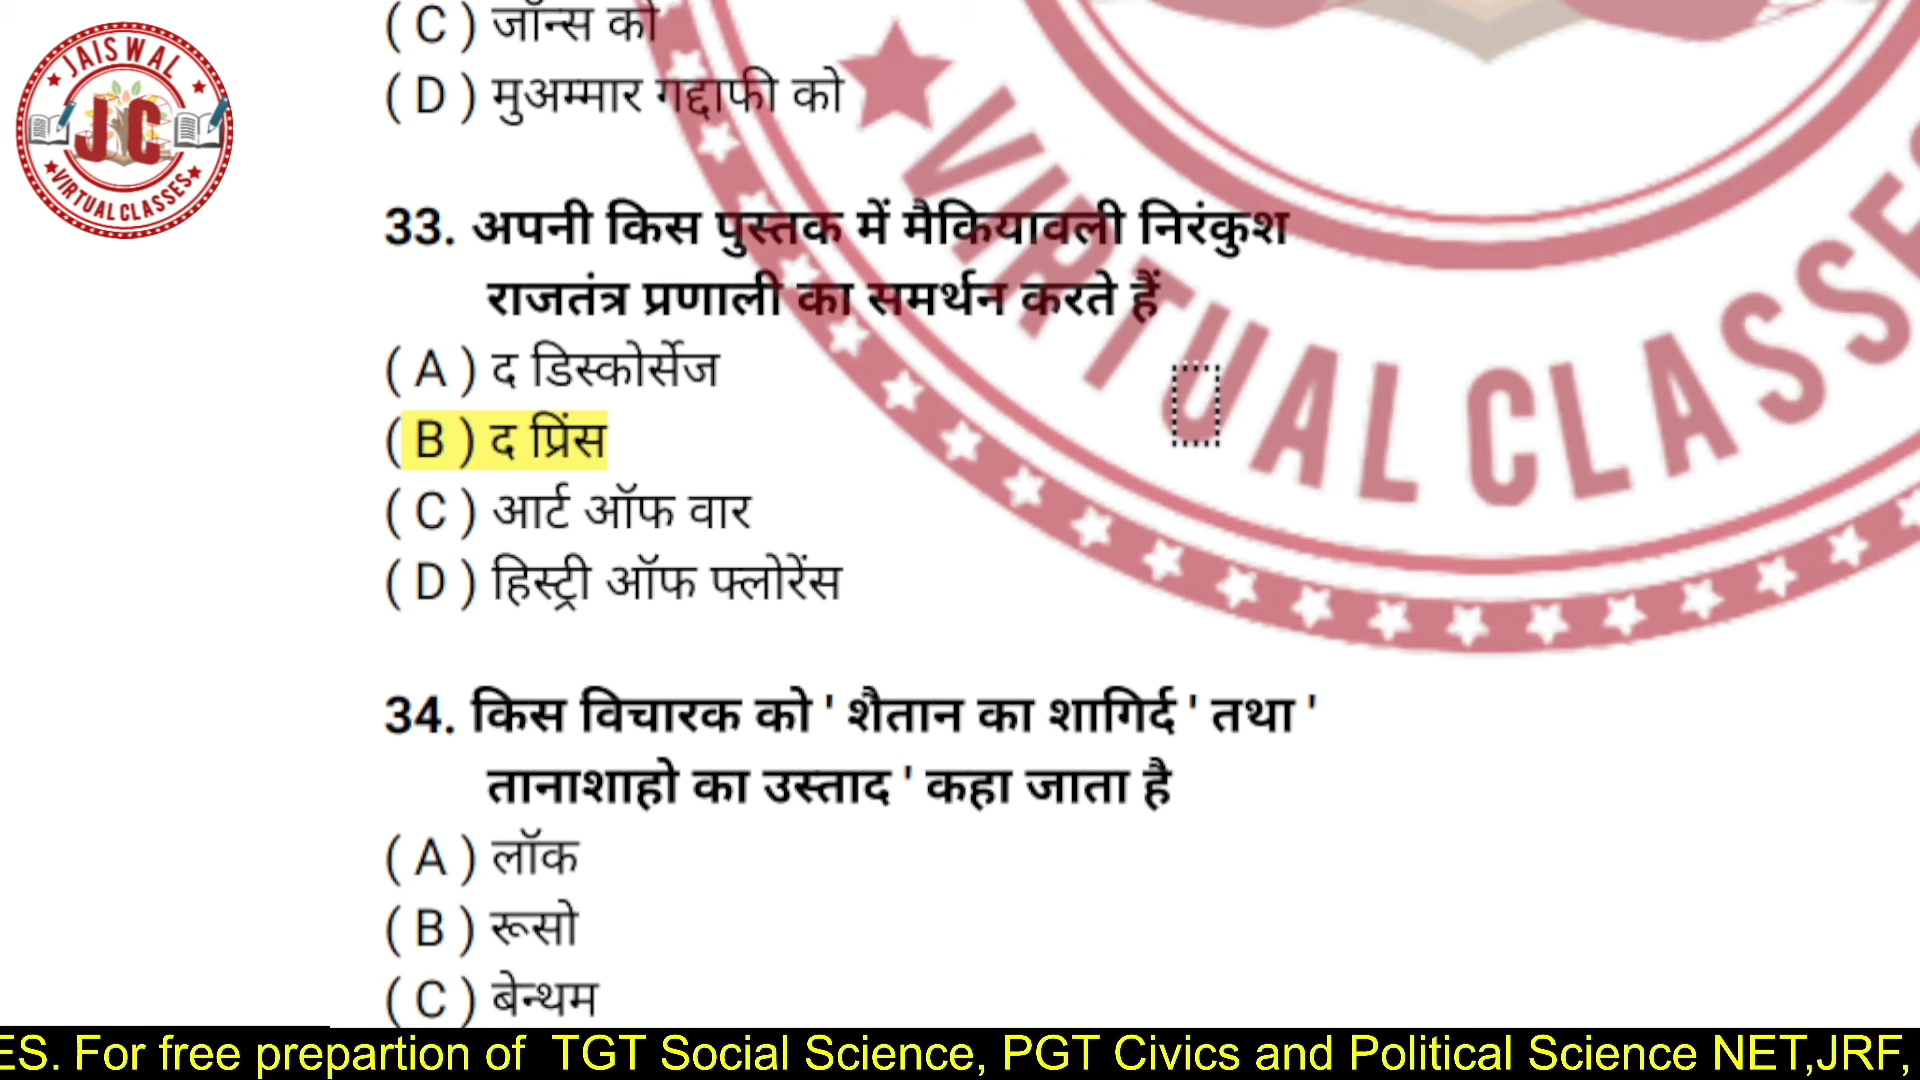 ( C ) जॉन्स को
( D ) मुअम्मार गद्दाफी को
JAISWAL
JC
VIRTUAL CLASSES
VIRTUAL CLASSES
33. अपनी किस पुस्तक में मैकियावली निरंकुश
राजतंत्र प्रणाली का समर्थन करते हैं
( A ) द डिस्कोर्सेज
( B ) द प्रिंस
( C ) आर्ट ऑफ वार
( D ) हिस्ट्री ऑफ फ्लोरेंस
34. किस विचारक को ' शैतान का शागिर्द ' तथा '
तानाशाहो का उस्ताद ' कहा जाता है
( A ) लॉक
( B ) रूसो
( C ) बेन्थम
ES. For free prepartion of TGT Social Science, PGT Civics and Political Science NET,JRF,